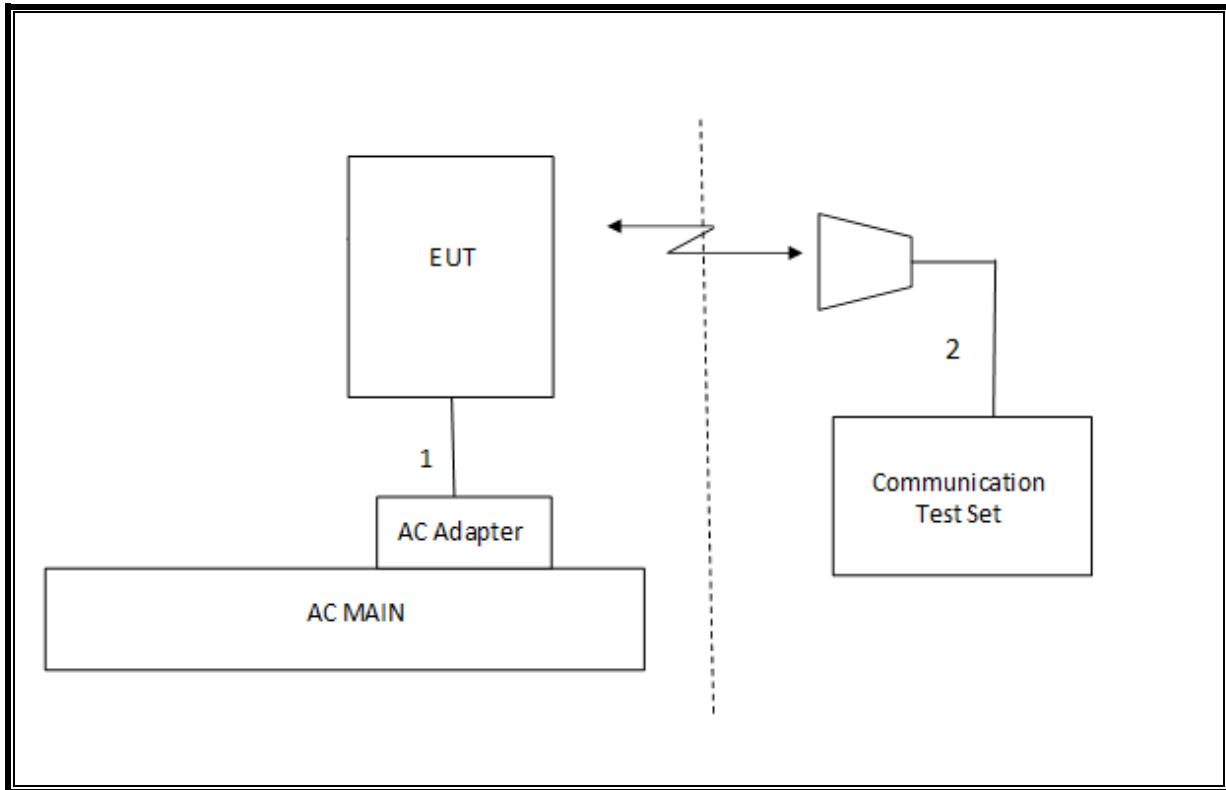 EUT
2
1
Communication
Test Set
AC Adapter
AC MAIN